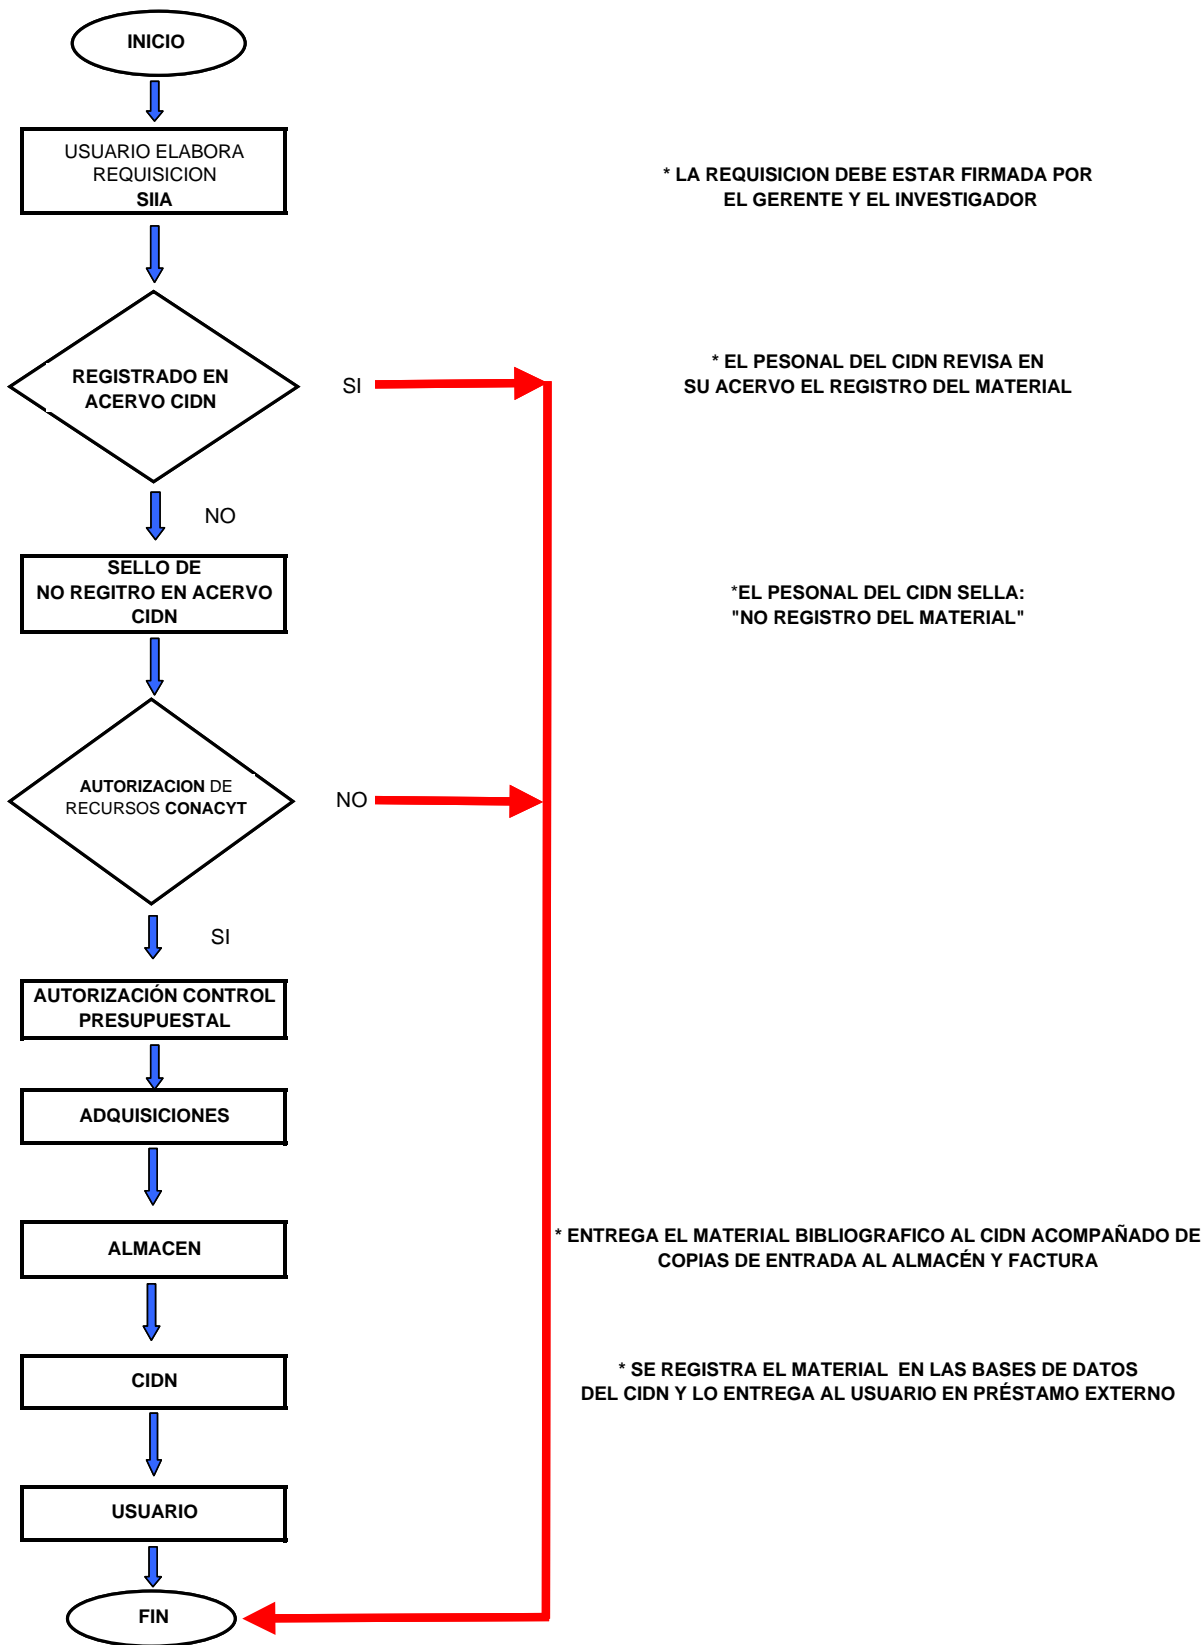 INICIO
USUARIO ELABORA
REQUISICION
SIIA
* LA REQUISICION DEBE ESTAR FIRMADA POR
EL GERENTE Y EL INVESTIGADOR
REGISTRADO EN
ACERVO CIDN
SI
* EL PESONAL DEL CIDN REVISA EN
SU ACERVO EL REGISTRO DEL MATERIAL
NO
SELLO DE
NO REGITRO EN ACERVO
CIDN
*EL PESONAL DEL CIDN SELLA:
"NO REGISTRO DEL MATERIAL"
AUTORIZACION DE
RECURSOS CONACYT
NO
SI
AUTORIZACIÓN CONTROL
PRESUPUESTAL
ADQUISICIONES
ALMACEN
* ENTREGA EL MATERIAL BIBLIOGRAFICO AL CIDN ACOMPAÑADO DE
COPIAS DE ENTRADA AL ALMACÉN Y FACTURA
CIDN
* SE REGISTRA EL MATERIAL EN LAS BASES DE DATOS
DEL CIDN Y LO ENTREGA AL USUARIO EN PRÉSTAMO EXTERNO
USUARIO
FIN